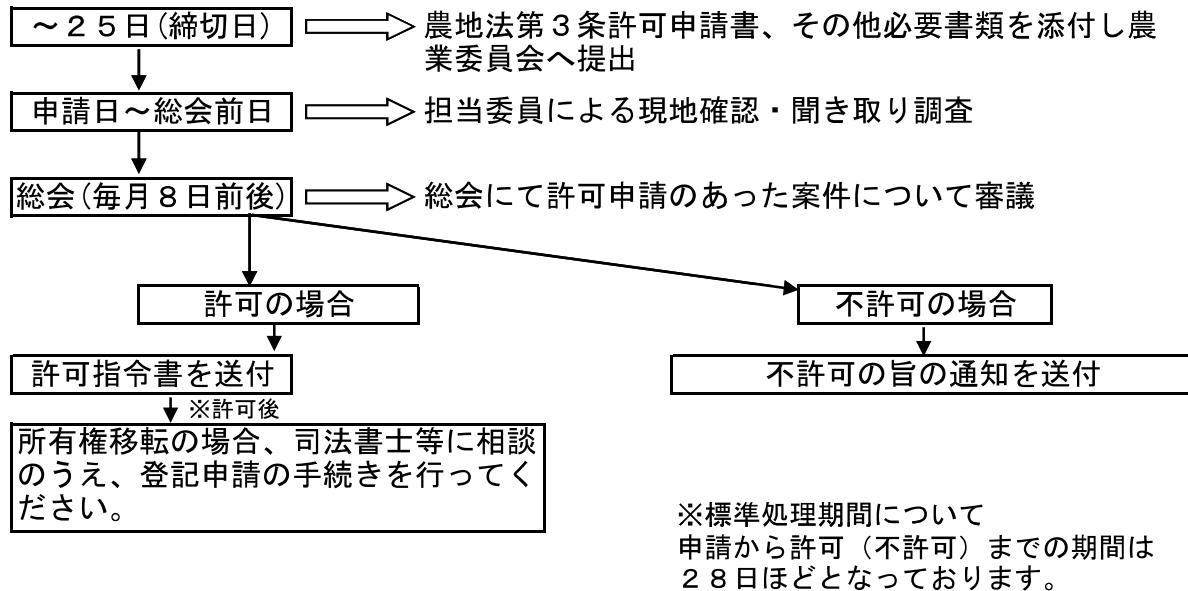 ～２５日（締切日）
農地法第３条許可申請書、その他必要書類を添付し農
業委員会へ提出
申請日～総会前日
担当委員による現地確認・聞き取り調査
総会（毎月８日前後）
総会にて許可申請のあった案件について審議
許可の場合
不許可の場合
許可指令書を送付
不許可の旨の通知を送付
※許可後
所有権移転の場合、司法書士等に相談
のうえ、登記申請の手続きを行ってく
ださい。
※標準処理期間について
申請から許可（不許可）までの期間は
２８日ほどとなっております。